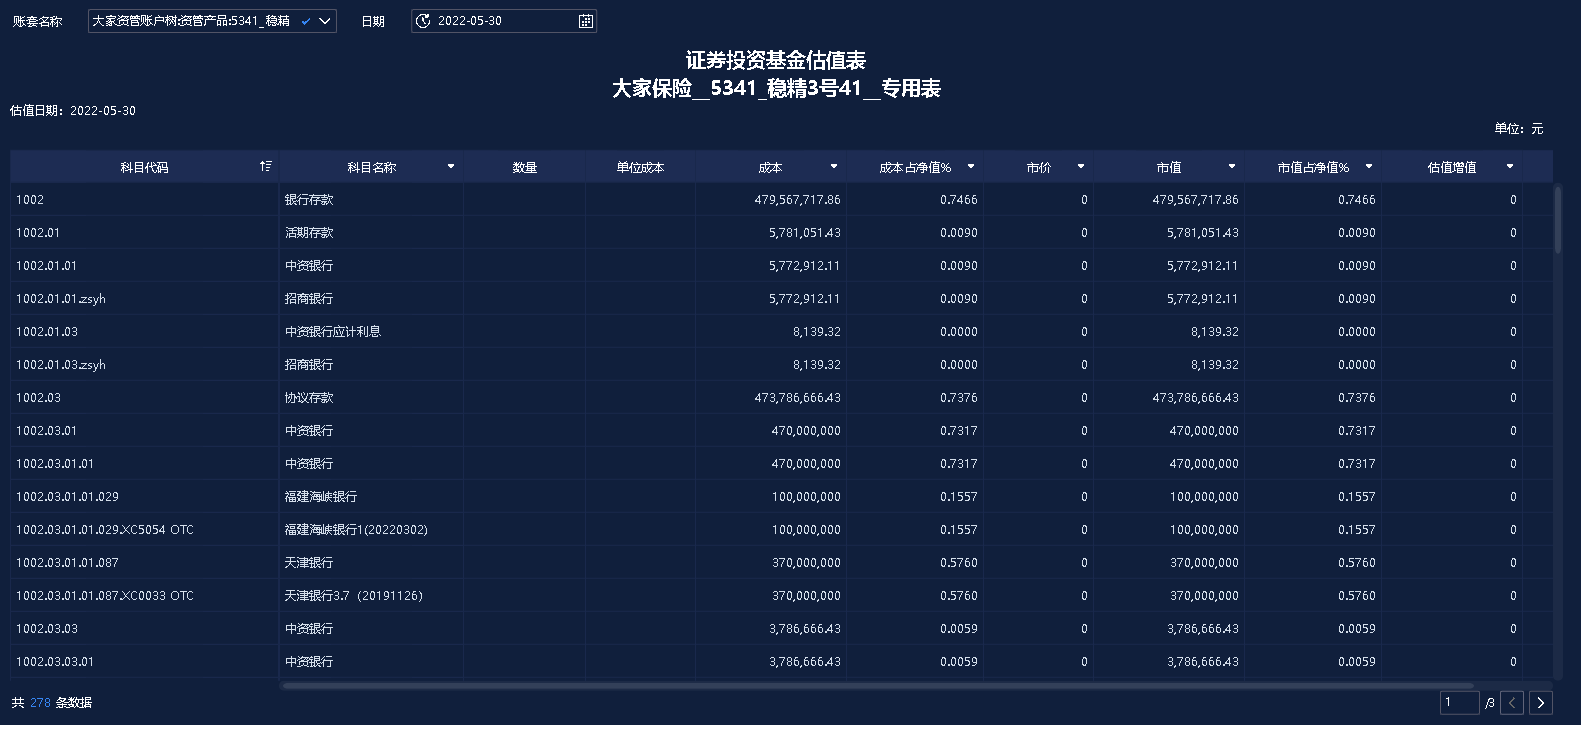 账套名称 大家资管账户树:资管产品:5341_稳精 日期 2022-05-30
证券投资基金估值表
大家保险__5341_稳精3号41__专用表
估值日期：2022-05-30
单位：元
科目代码 科目名称 数量 单位成本 成本 成本占净值% 市价 市值 市值占净值% 估值增值
1002 银行存款 479,567,717.86 0.7466 0 479,567,717.86 0.7466 0
1002.01 活期存款 5,781,051.43 0.0090 0 5,781,051.43 0.0090 0
1002.01.01 中资银行 5,772,912.11 0.0090 0 5,772,912.11 0.0090 0
1002.01.01.zsyh 招商银行 5,772,912.11 0.0090 0 5,772,912.11 0.0090 0
1002.01.03 中资银行应计利息 8,139.32 0.0000 0 8,139.32 0.0000 0
1002.01.03.zsyh 招商银行 8,139.32 0.0000 0 8,139.32 0.0000 0
1002.03 协议存款 473,786,666.43 0.7376 0 473,786,666.43 0.7376 0
1002.03.01 中资银行 470,000,000 0.7317 0 470,000,000 0.7317 0
1002.03.01.01 中资银行 470,000,000 0.7317 0 470,000,000 0.7317 0
1002.03.01.01.029 福建海峡银行 100,000,000 0.1557 0 100,000,000 0.1557 0
1002.03.01.01.029.XC5054 OTC 福建海峡银行1(20220302) 100,000,000 0.1557 0 100,000,000 0.1557 0
1002.03.01.01.087 天津银行 370,000,000 0.5760 0 370,000,000 0.5760 0
1002.03.01.01.087.XC0033 OTC 天津银行3.7（20191126） 370,000,000 0.5760 0 370,000,000 0.5760 0
1002.03.03 中资银行 3,786,666.43 0.0059 0 3,786,666.43 0.0059 0
1002.03.03.01 中资银行 3,786,666.43 0.0059 0 3,786,666.43 0.0059 0
共 278 条数据 1 /3